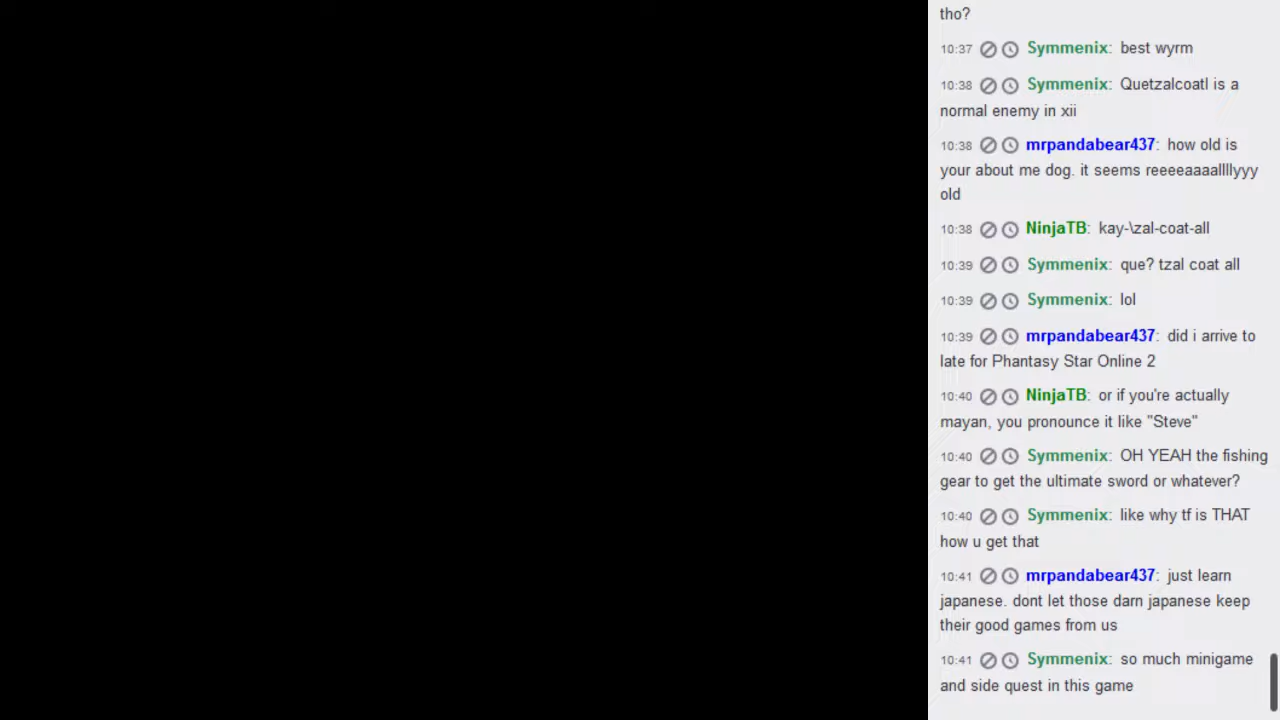 tho?
10:37 Symmenix: best wyrm
10:38 Symmenix: Quetzalcoatl is a
normal enemy in xii
10:38 mrpandabear437: how old is
your about me dog. it seems reeeeaaaallllyyy
old
10:38 NinjaTB: kay-\zal-coat-all
10:39 Symmenix: que? tzal coat all
10:39 Symmenix: lol
10:39 mrpandabear437: did i arrive to
late for Phantasy Star Online 2
10:40 NinjaTB: or if you're actually
mayan, you pronounce it like "Steve"
10:40 Symmenix: OH YEAH the fishing
gear to get the ultimate sword or whatever?
10:40 Symmenix: like why tf is THAT
how u get that
10:41 mrpandabear437: just learn
japanese. dont let those darn japanese keep
their good games from us
10:41 Symmenix: so much minigame
and side quest in this game